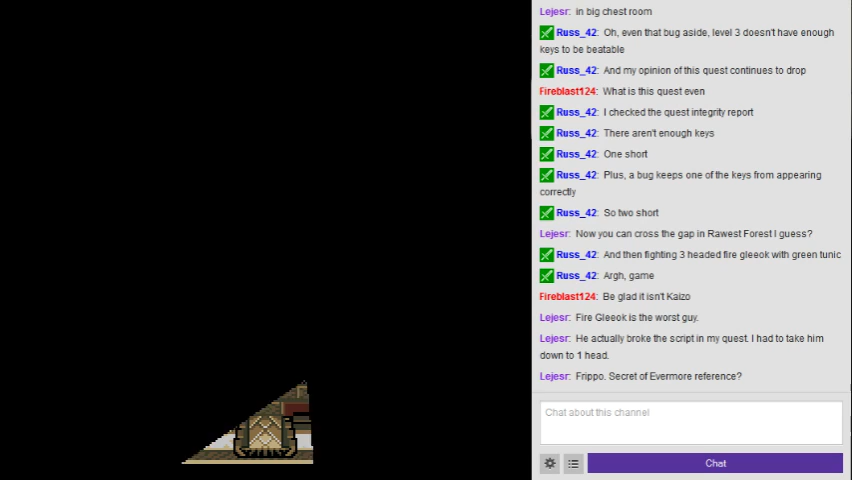 Lejesr: in big chest room
Russ_42: Oh, even that bug aside, level 3 doesn't have enough
keys to be beatable
Russ_42: And my opinion of this quest continues to drop
Fireblast124: What is this quest even
Russ_42: I checked the quest integrity report
Russ_42: There aren't enough keys
Russ_42: One short
Russ_42: Plus, a bug keeps one of the keys from appearing
correctly
Russ_42: So two short
Lejesr: Now you can cross the gap in Rawest Forest I guess?
Russ_42: And then fighting 3 headed fire gleeok with green tunic
Russ_42: Argh, game
Fireblast124: Be glad it isn't Kaizo
Lejesr: Fire Gleeok is the worst guy.
Lejesr: He actually broke the script in my quest. I had to take him
down to 1 head.
Lejesr: Frippo. Secret of Evermore reference?
Chat about this channel
Chat